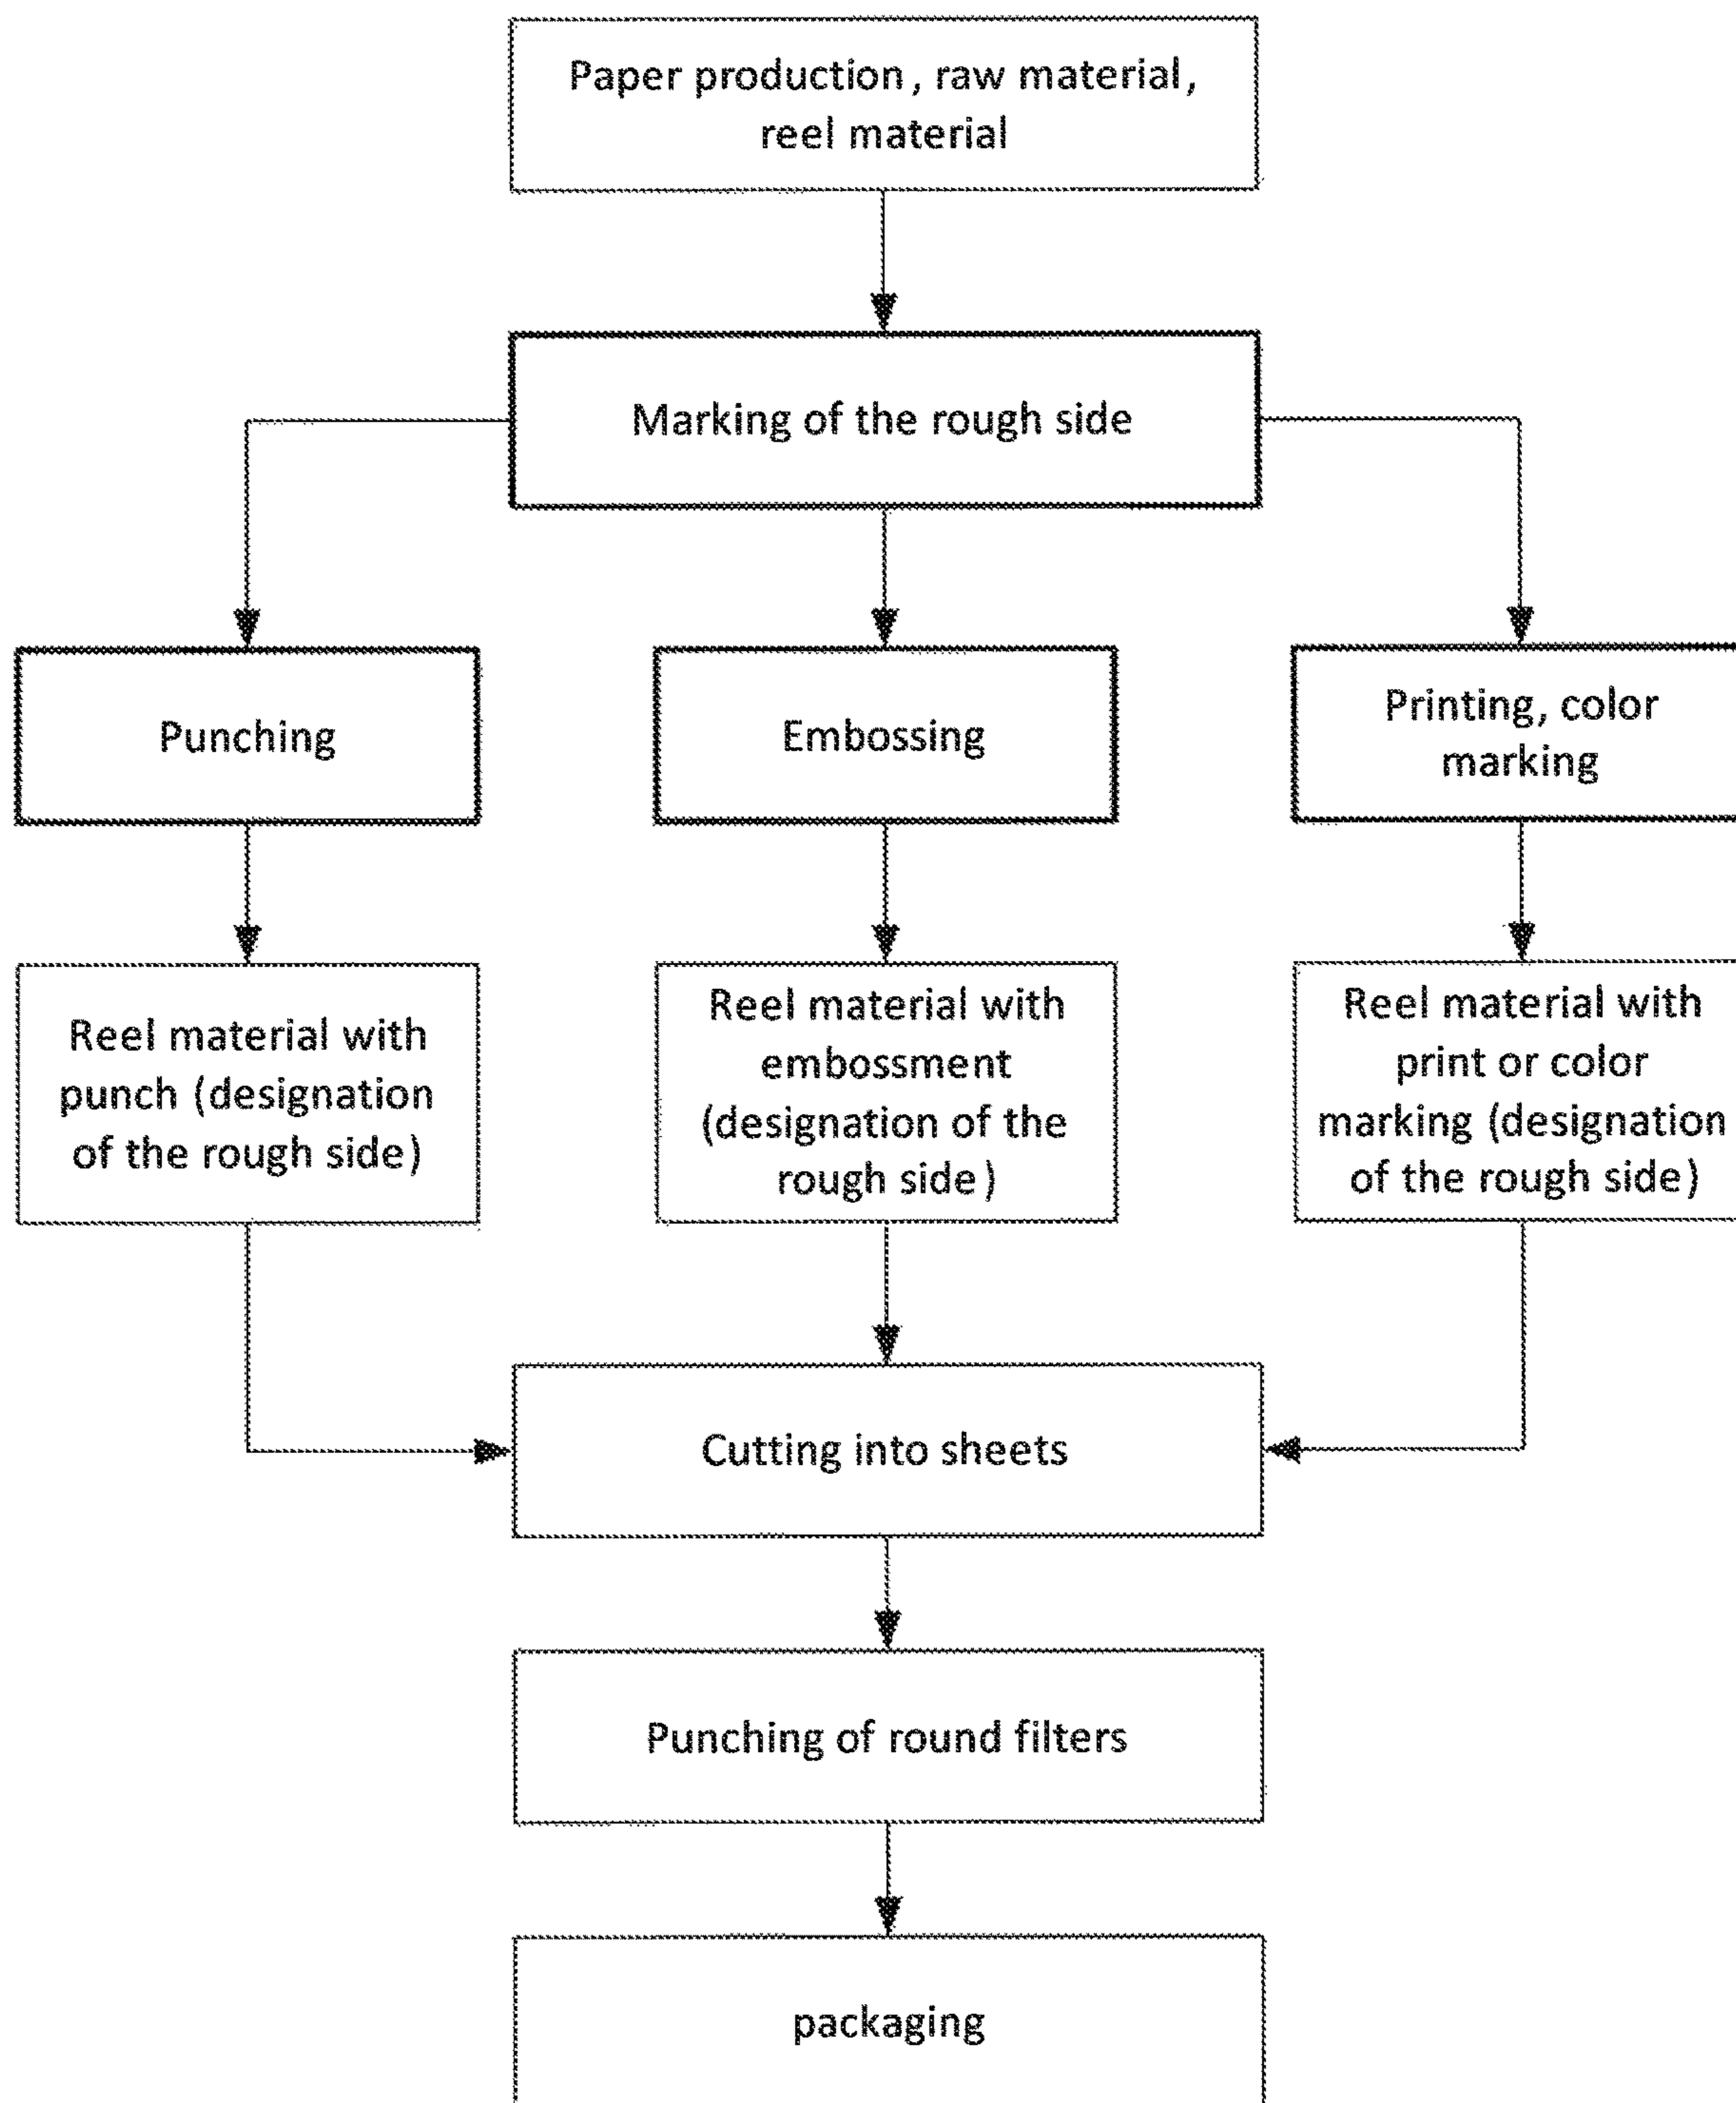 Paper production, raw material,
reel material
Marking of the rough side
Punching
Embossing
Printing, color
marking
Reel material with
punch (designation
of the rough side)
Reel material with
embossment
(designation of the
rough side)
Reel material with
print or color
marking (designation
of the rough side)
Cutting into sheets
Punching of round filters
packaging